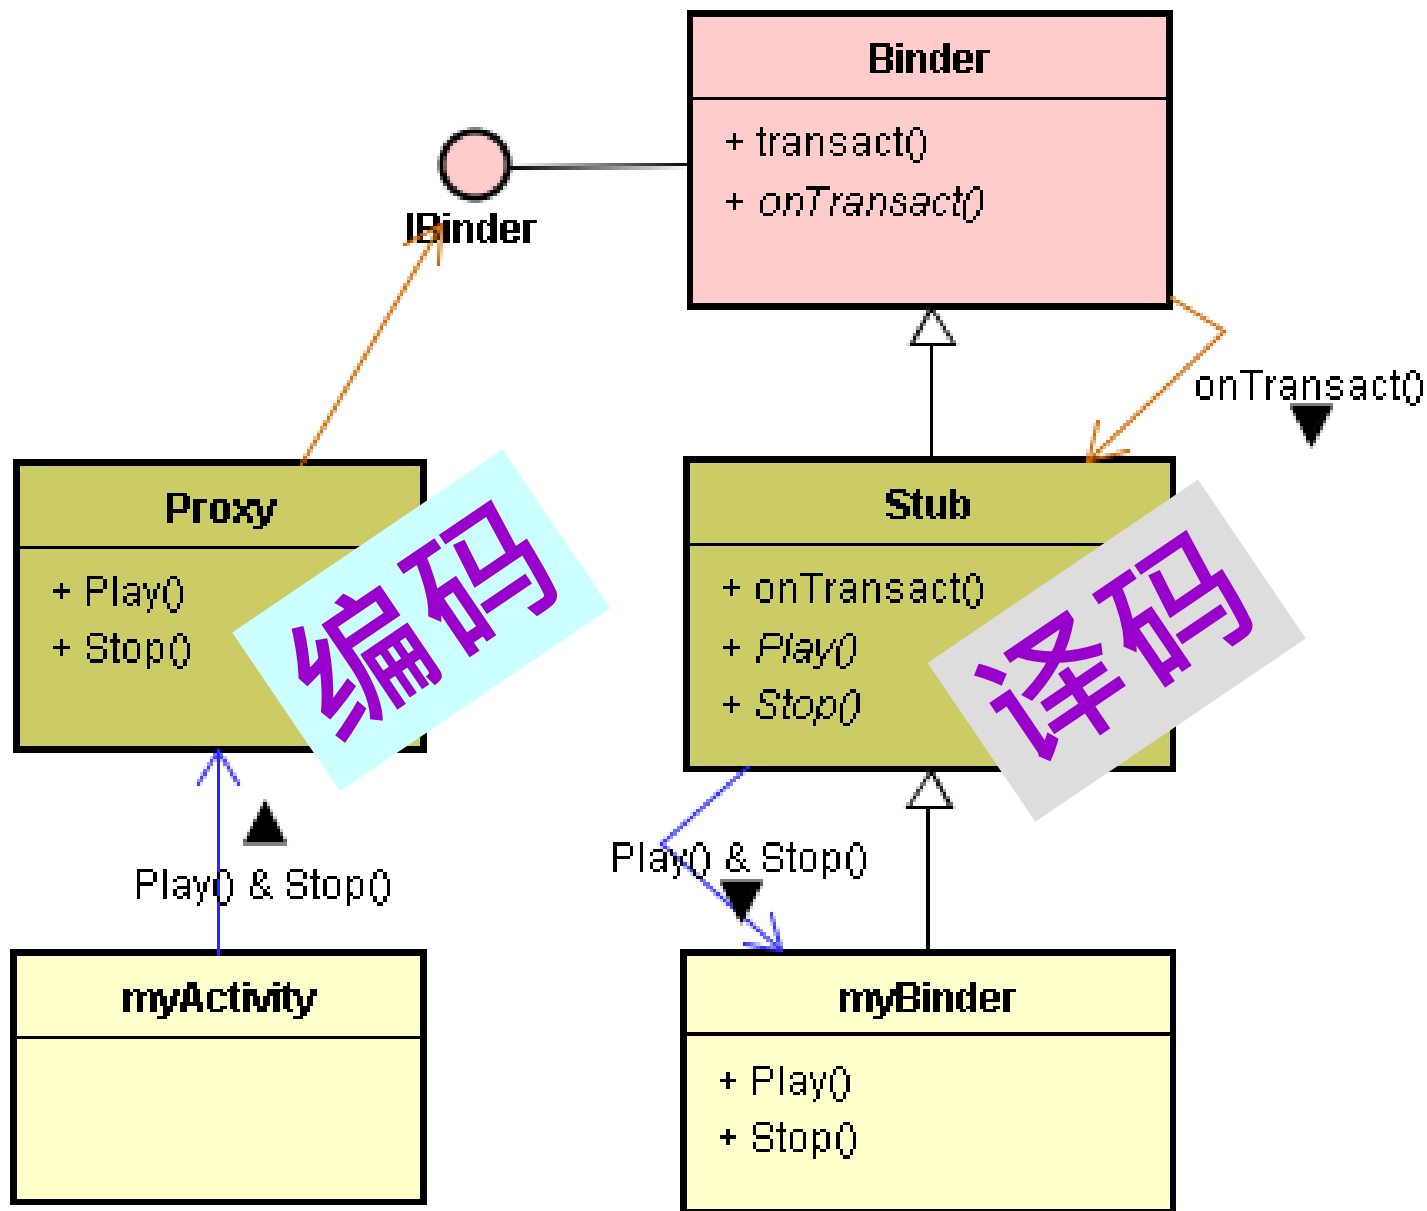 Binder
+ transact()
+ onTransact()
IBinder
onTransact()
Proxy
+ Play()
+ Stop()
编码
Stub
+ onTransact()
+ Play()
+ Stop()
译码
Play() & Stop()
Play() & Stop()
myActivity
myBinder
+ Play()
+ Stop()